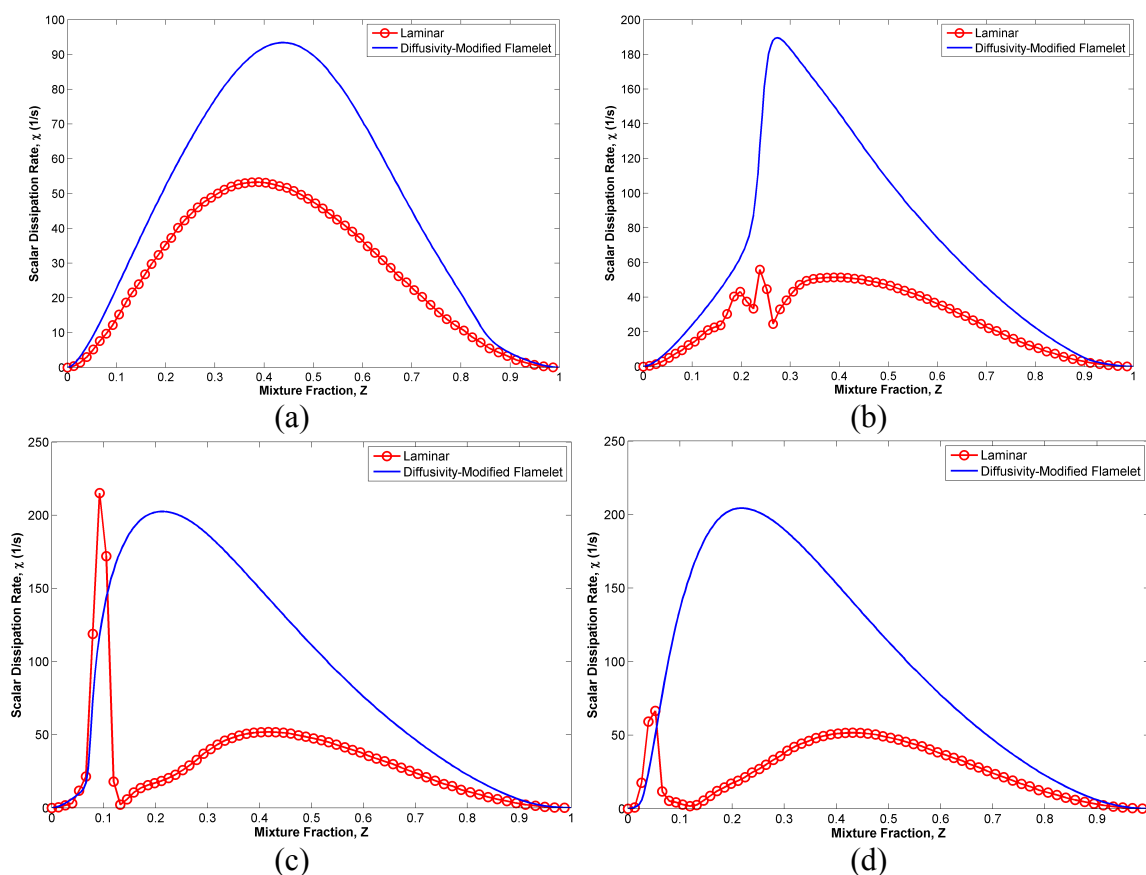 100
90
80
70
60
50
40
30
20
10
0
Scalar Dissipation Rate, χ (1/s)
Laminar
Diffusivity-Modified Flamelet
0 0.1 0.2 0.3 0.4 0.5 0.6 0.7 0.8 0.9 1
Mixture Fraction, Z
(a)
200
180
160
140
120
100
80
60
40
20
0
Scalar Dissipation Rate, χ (1/s)
Laminar
Diffusivity-Modified Flamelet
0 0.1 0.2 0.3 0.4 0.5 0.6 0.7 0.8 0.9 1
Mixture Fraction, Z
(b)
250
200
150
100
50
0
Scalar Dissipation Rate, χ (1/s)
Laminar
Diffusivity-Modified Flamelet
0 0.1 0.2 0.3 0.4 0.5 0.6 0.7 0.8 0.9 1
Mixture Fraction, Z
(c)
250
200
150
100
50
0
Scalar Dissipation Rate, χ (1/s)
Laminar
Diffusivity-Modified Flamelet
0 0.1 0.2 0.3 0.4 0.5 0.6 0.7 0.8 0.9
Mixture Fraction, Z
(d)